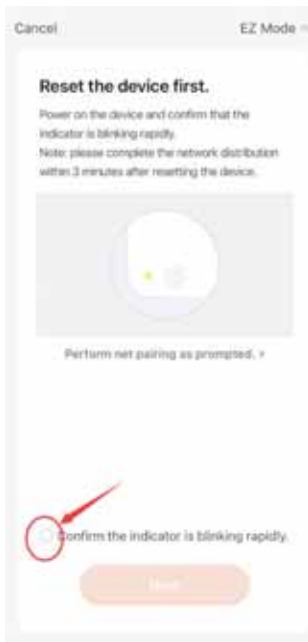 Cancel
EZ Mode
Reset the device first.
Power on the device and confirm that the
indicator is blinking rapidly.
Note: please complete the network distribution
within 3 minutes after resetting the device.
Perform net pairing as prompted. >
Confirm the indicator is blinking rapidly.
Next